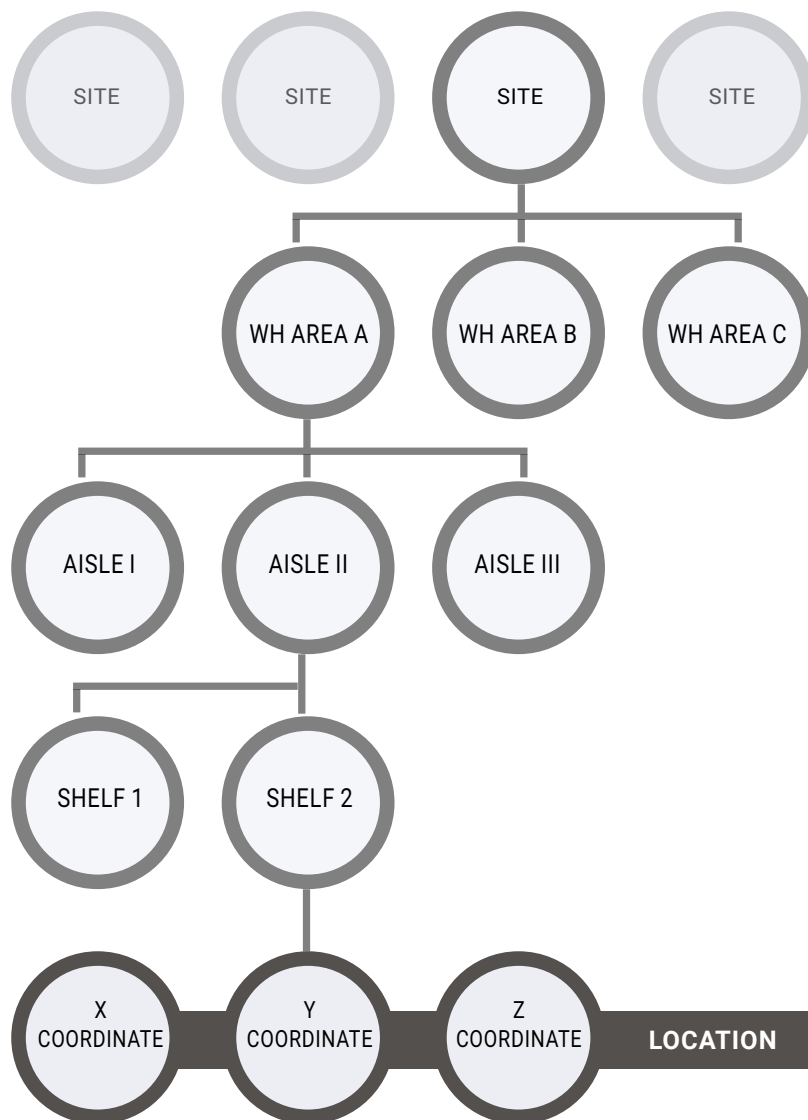 SITE
SITE
SITE
SITE
WH AREA A
WH AREA B
WH AREA C
AISLE I
AISLE II
AISLE III
SHELF 1
SHELF 2
X
COORDINATE
Y
COORDINATE
Z
COORDINATE
LOCATION